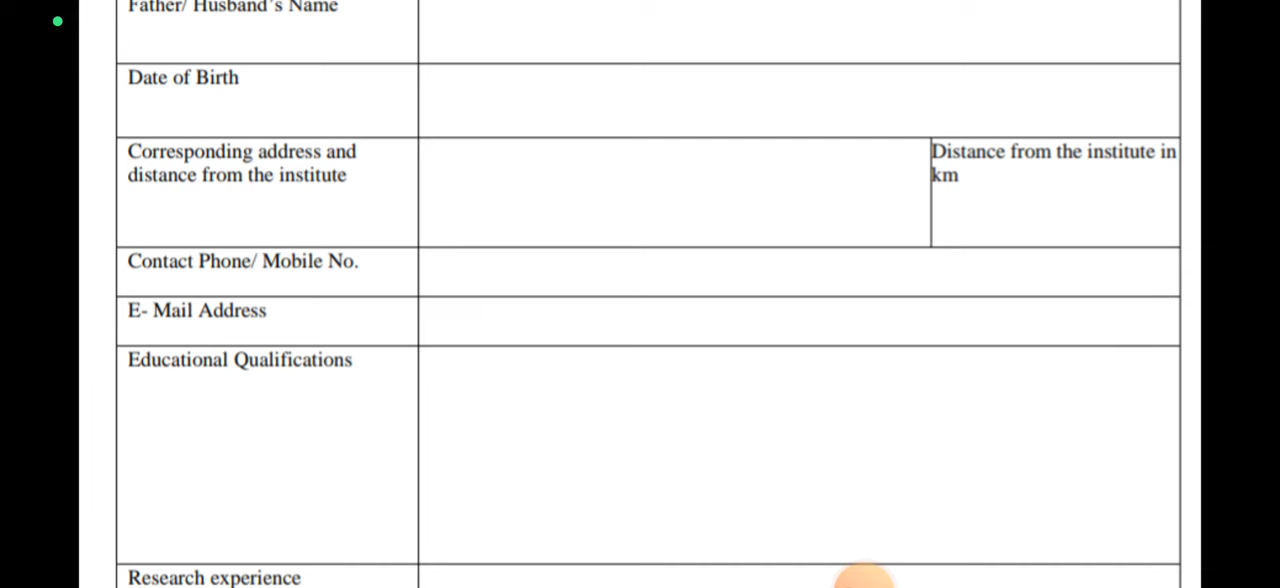 Father/ Husband's Name
Date of Birth
Corresponding address and
distance from the institute
Distance from the institute in
km
Contact Phone/ Mobile No.
E- Mail Address
Educational Qualifications
Research experience